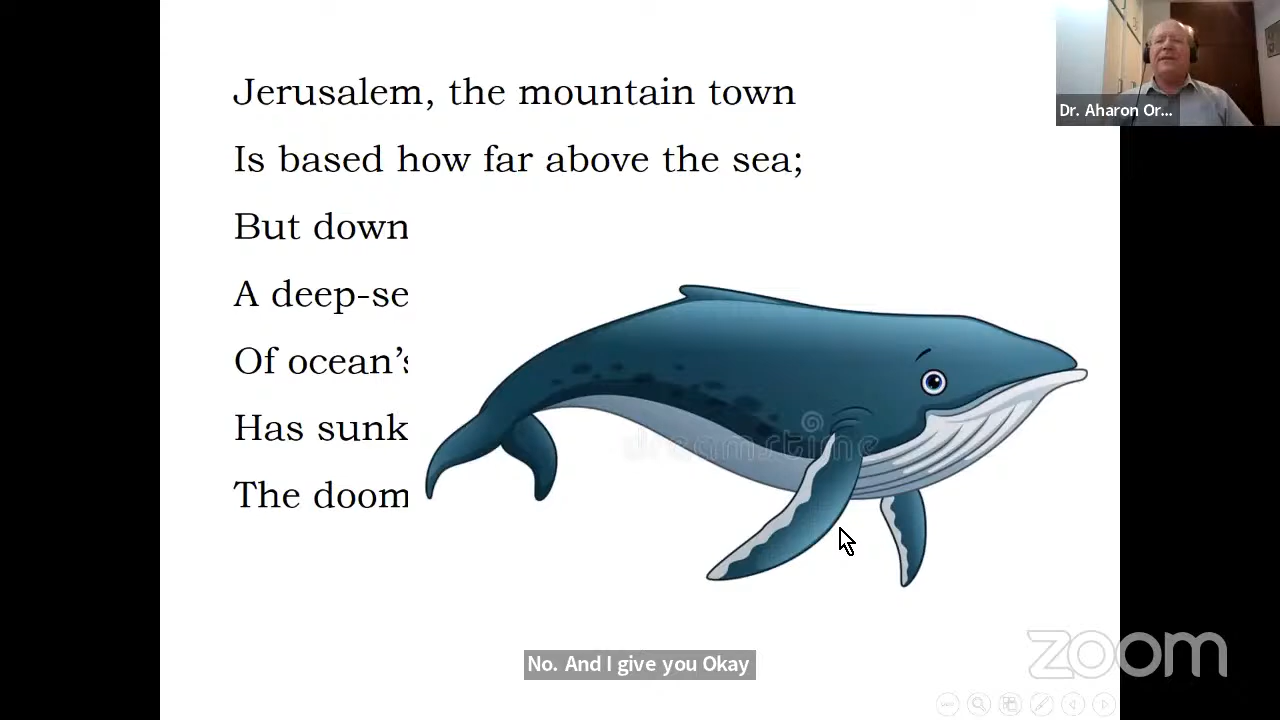 Jerusalem, the mountain town
Is based how far above the sea;
But down
A deep-se
Of ocean’s
Has sunk
The doom
Dr. Aharon Or...
dreamstime
No. And I give you Okay
zoom